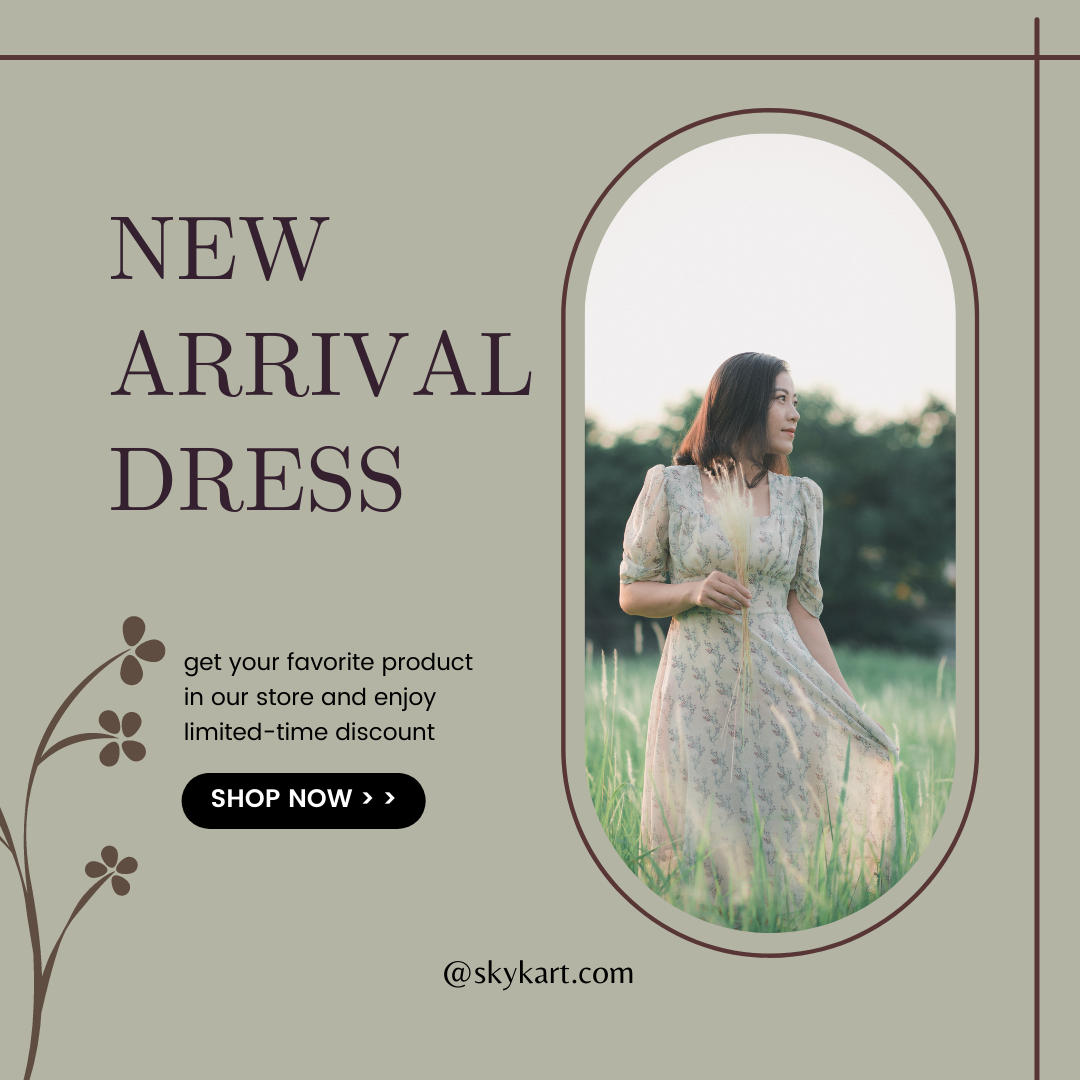 NEW
ARRIVAL
DRESS
get your favorite product
in our store and enjoy
limited-time discount
SHOP NOW > >
@skykart.com